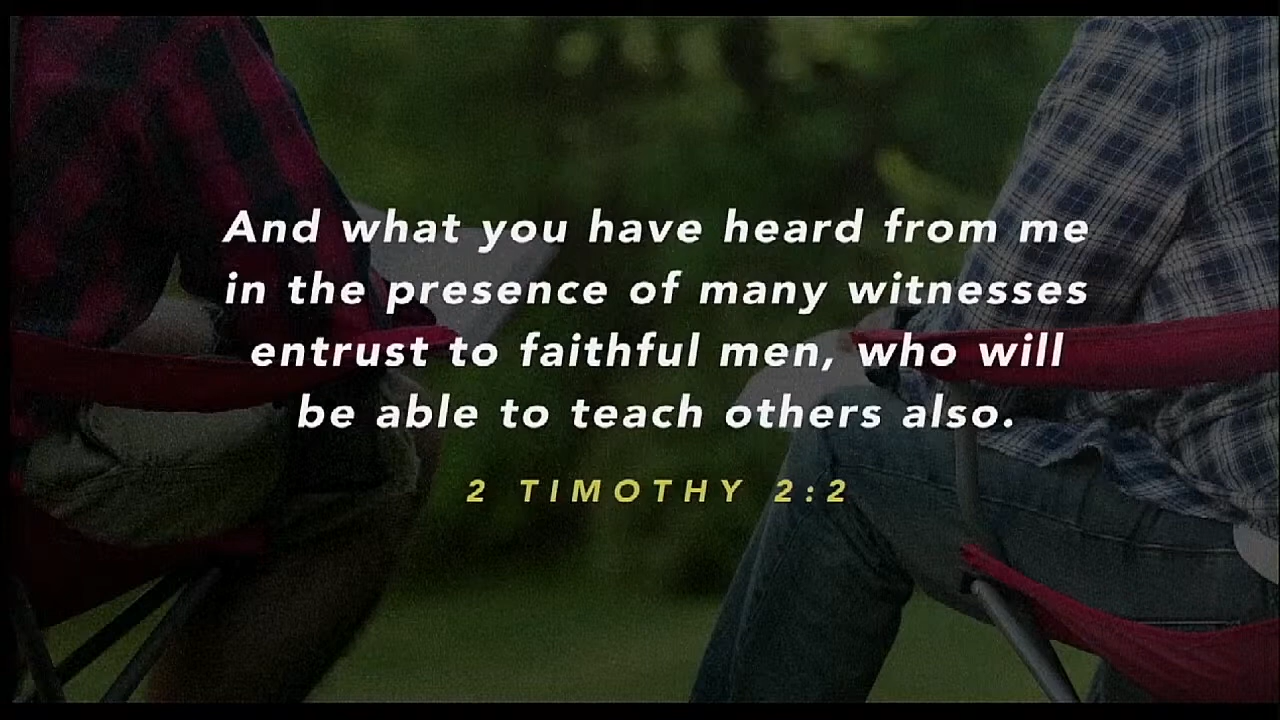 And what you have heard from me
in the presence of many witnesses
entrust to faithful men, who will
be able to teach others also.
2 TIMOTHY 2:2